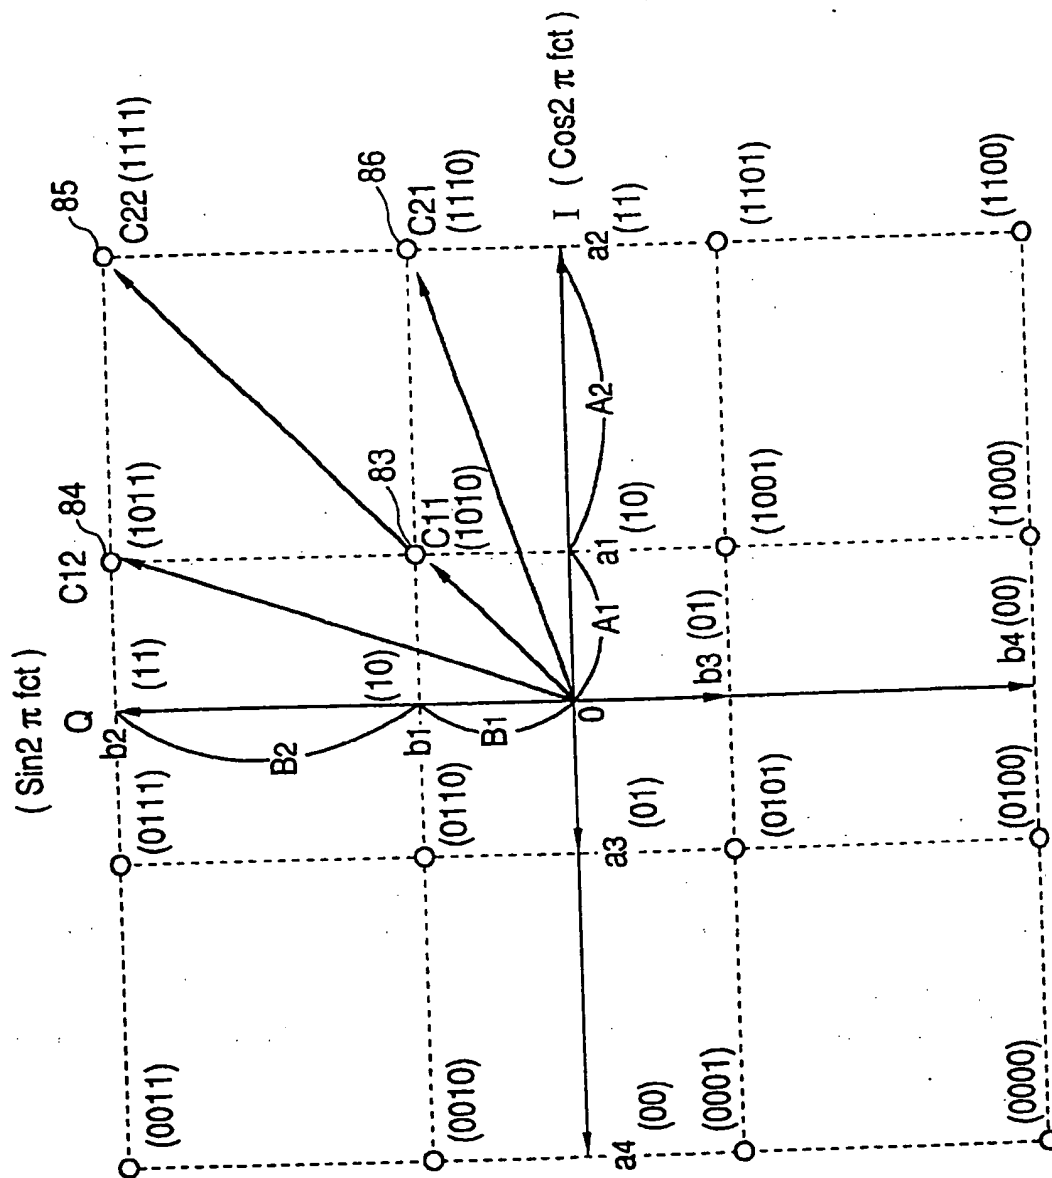 ( Sin2 π fct )
Q
C12
84
85
C22 (1111)
b2
(11)
(1011)
(0111)
(0011)
B2
86
C21
(1110)
83
C11
(1010)
b1
(10)
(0110)
(0010)
B1
I ( Cos2 π fct )
a2
(11)
A2
a1
(10)
A1
0
a3
(01)
a4
(00)
b3 (01)
(1101)
(1001)
(0101)
(0001)
b4 (00)
(1100)
(1000)
(0100)
(0000)